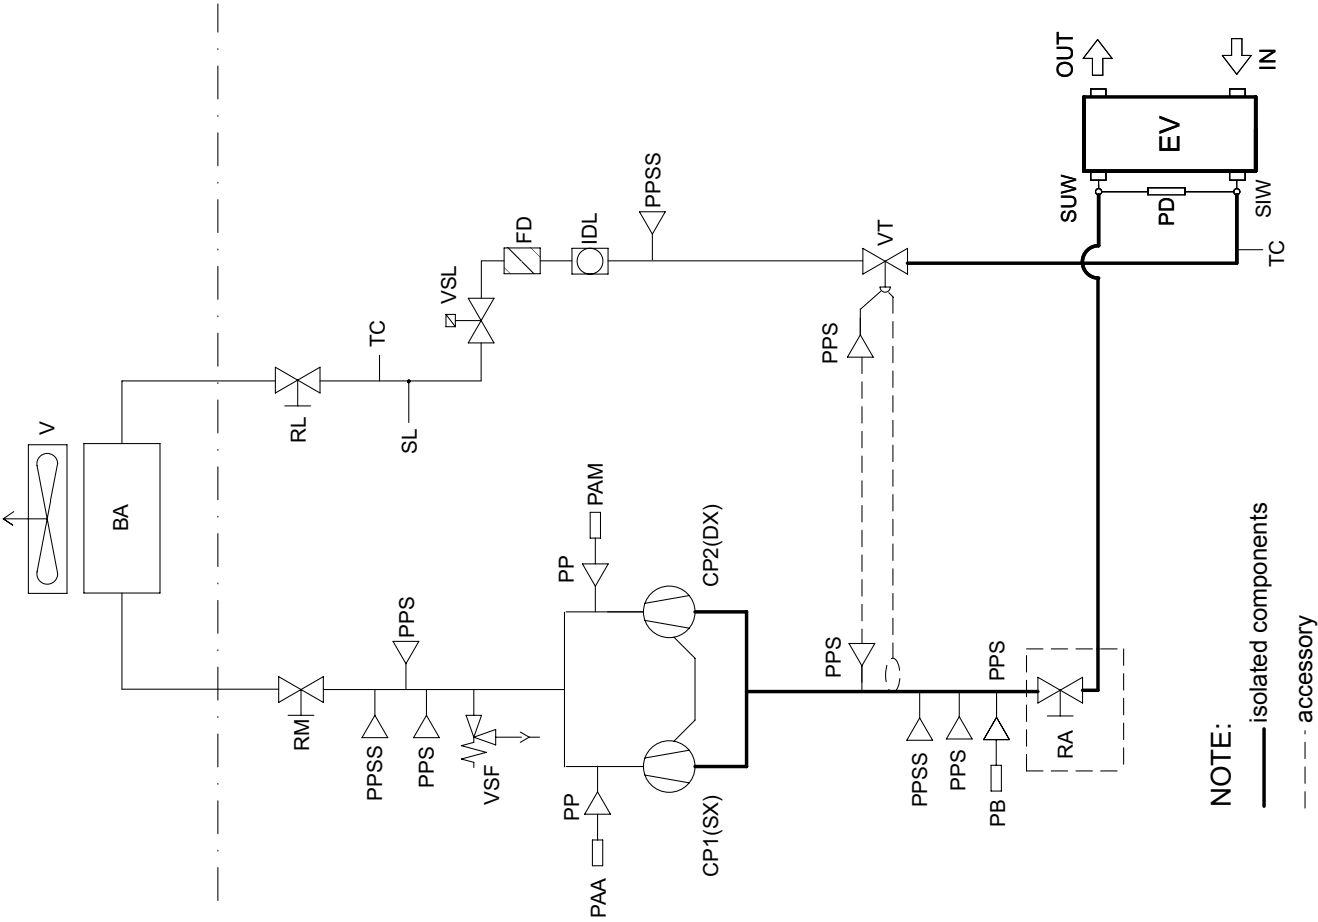 V
BA
RL
TC
SL
VSL
FD
IDL
PPSS
VT
PPS
OUT
IN
EV
SUW
PD
SIW
TC
RM
PPSS
PPS
PPS
VSF
PP
PAM
PP
PAA
CP2(DX)
CP1(SX)
PPS
PPSS
PPS
PPS
PB
RA
NOTE:
isolated components
accessory